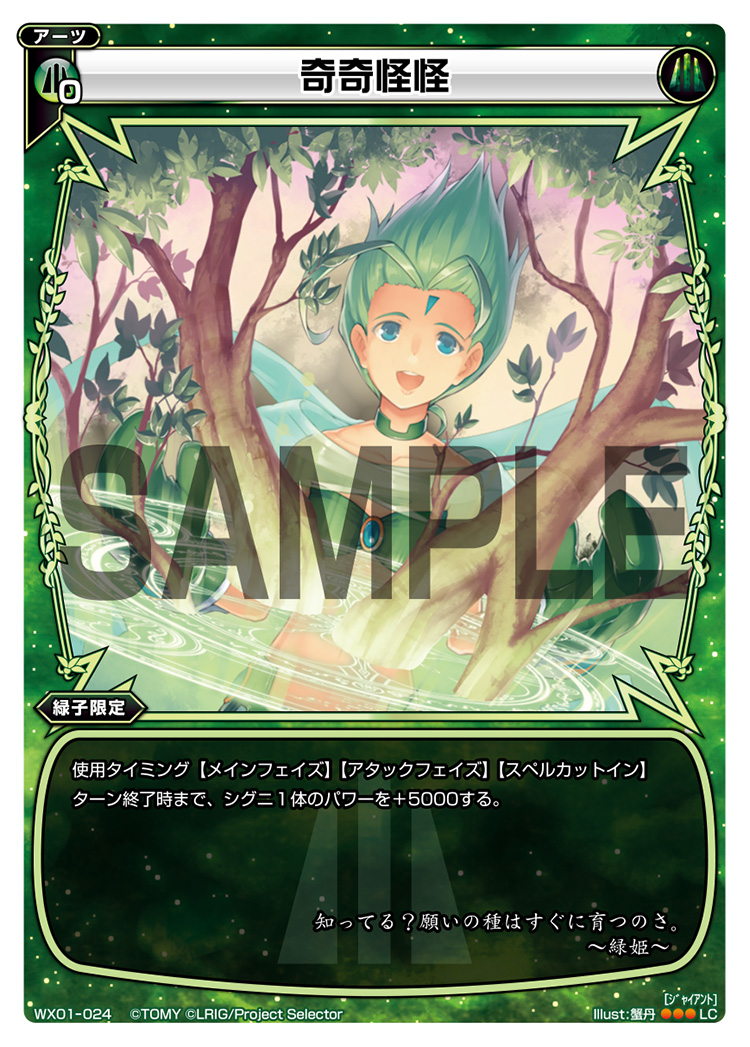 アーツ
0
奇奇怪怪
SAMPLE
緑子限定
使用タイミング【メインフェイズ】【アタックフェイズ】【スペルカットイン】
ターン終了時まで、シグニ1体のパワーを+5000する。
知ってる?願いの種はすぐに育つのさ。
~緑姫~
[ジャイアント]
WX01-024 ©TOMY ©LRIG/Project Selector Illust:蟹丹 LC